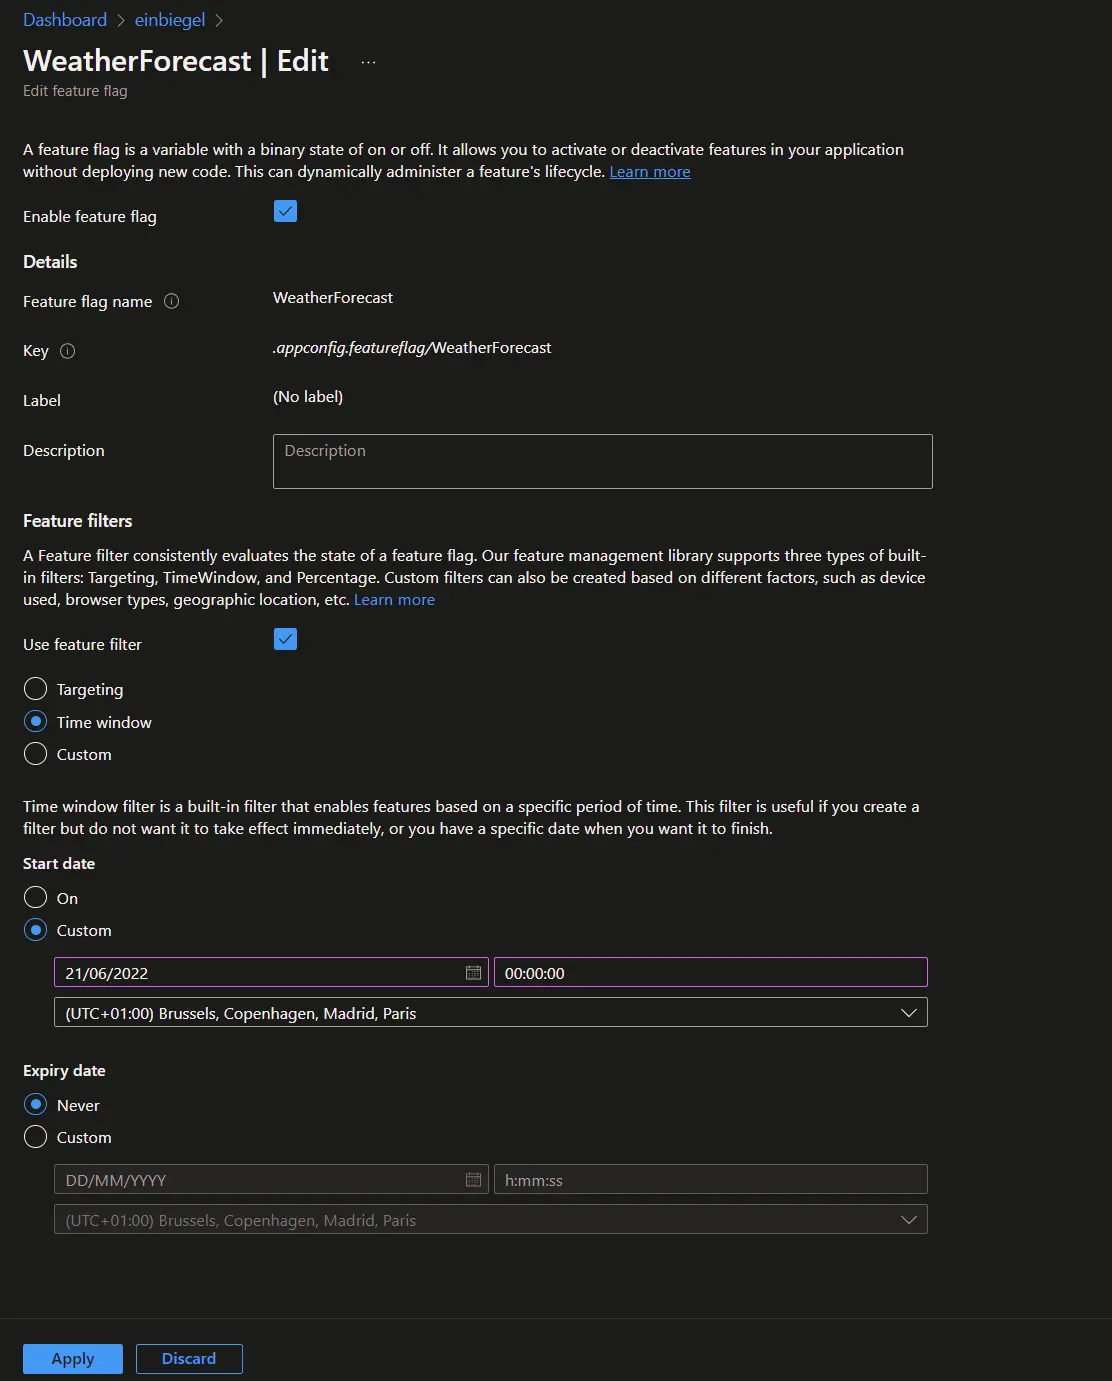 Dashboard > einbiegel >
WeatherForecast | Edit ...
Edit feature flag
A feature flag is a variable with a binary state of on or off. It allows you to activate or deactivate features in your application
without deploying new code. This can dynamically administer a feature's lifecycle. Learn more
Enable feature flag
Details
Feature flag name
WeatherForecast
Key
.appconfig.featureflag/WeatherForecast
Label
(No label)
Description
Description
Feature filters
A Feature filter consistently evaluates the state of a feature flag. Our feature management library supports three types of built-
in filters: Targeting, TimeWindow, and Percentage. Custom filters can also be created based on different factors, such as device
used, browser types, geographic location, etc. Learn more
Use feature filter
Targeting
Time window
Custom
Time window filter is a built-in filter that enables features based on a specific period of time. This filter is useful if you create a
filter but do not want it to take effect immediately, or you have a specific date when you want it to finish.
Start date
On
Custom
21/06/2022
00:00:00
(UTC+01:00) Brussels, Copenhagen, Madrid, Paris
Expiry date
Never
Custom
DD/MM/YYYY
h:mm:ss
(UTC+01:00) Brussels, Copenhagen, Madrid, Paris
Apply
Discard